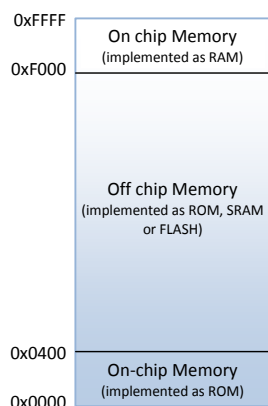 0xFFFF
On chip Memory
(implemented as RAM)
0xF000
Off chip Memory
(implemented as ROM, SRAM
or FLASH)
0x0400
On-chip Memory
(implemented as ROM)
0x0000